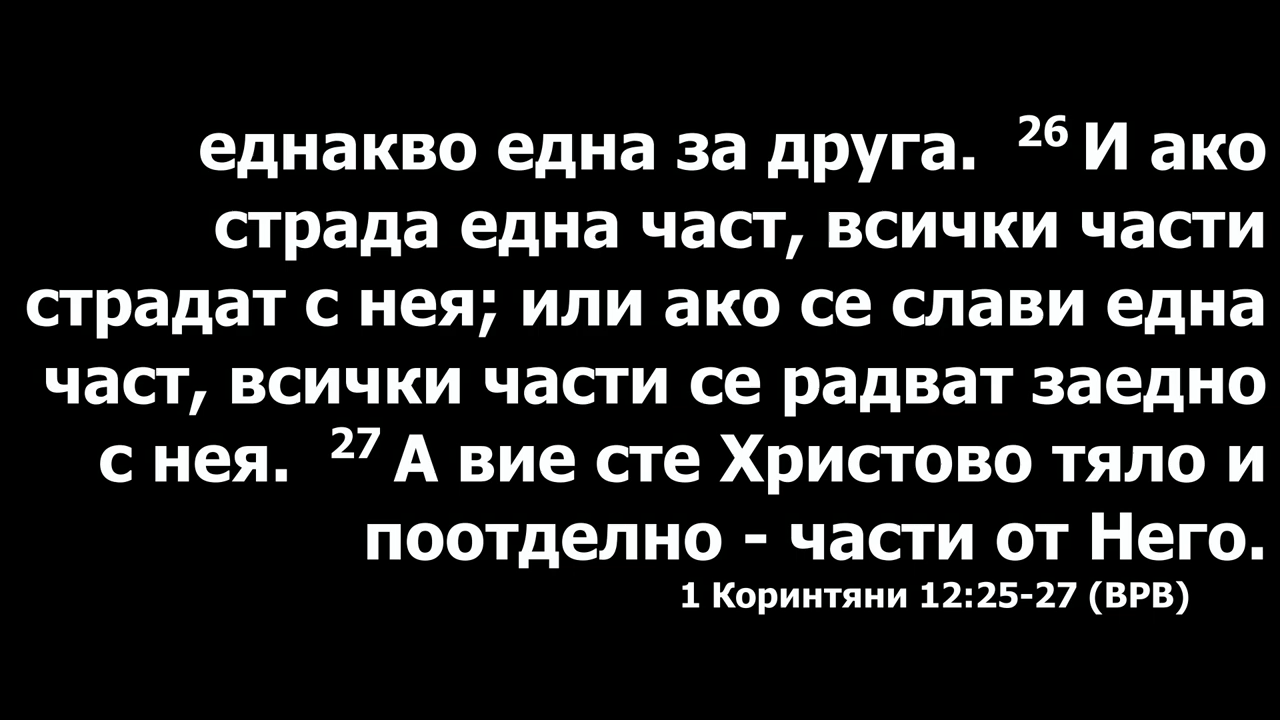 еднакво една за друга. 26 И ако
страда една част, всички части
страдат с нея; или ако се слави една
част, всички части се радват заедно
с нея. 27 А вие сте Христово тяло и
поотделно - части от Него.
1 Коринтяни 12:25-27 (ВРВ)